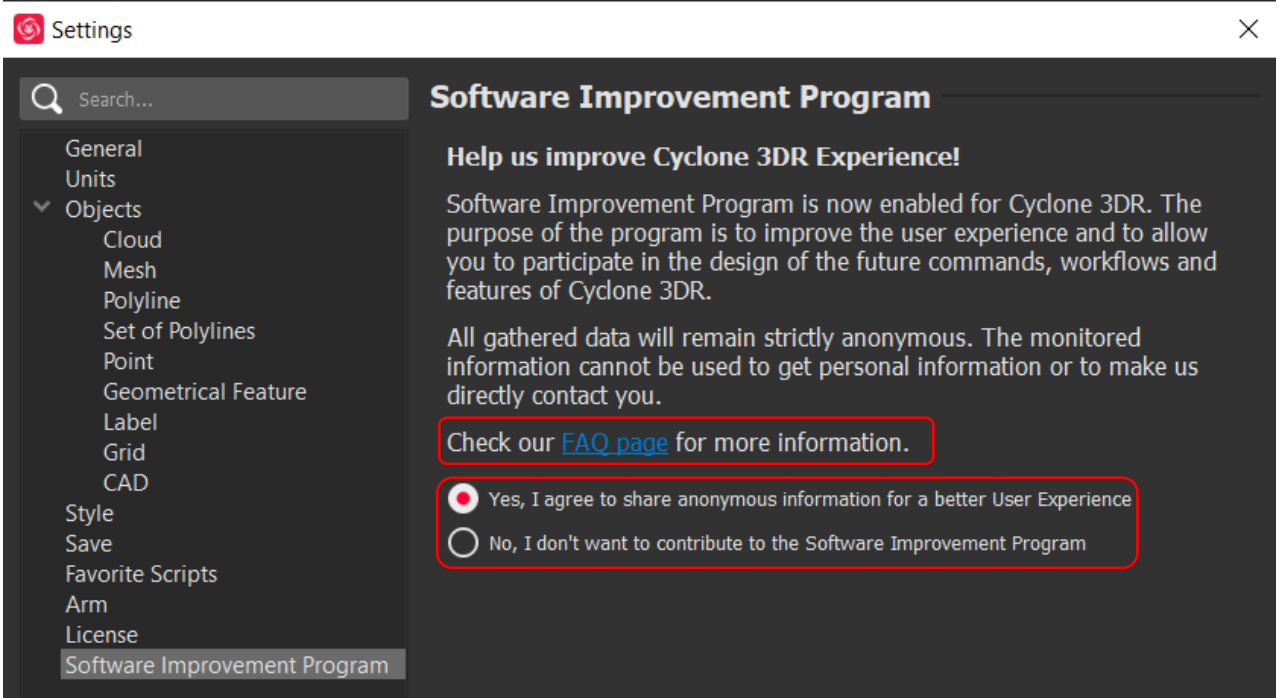 Settings
Search...
General
Units
Objects
Cloud
Mesh
Polyline
Set of Polylines
Point
Geometrical Feature
Label
Grid
CAD
Style
Save
Favorite Scripts
Arm
License
Software Improvement Program
Software Improvement Program
Help us improve Cyclone 3DR Experience!
Software Improvement Program is now enabled for Cyclone 3DR. The
purpose of the program is to improve the user experience and to allow
you to participate in the design of the future commands, workflows and
features of Cyclone 3DR.
All gathered data will remain strictly anonymous. The monitored
information cannot be used to get personal information or to make us
directly contact you.
Check our FAQ page for more information.
Yes, I agree to share anonymous information for a better User Experience
No, I don't want to contribute to the Software Improvement Program